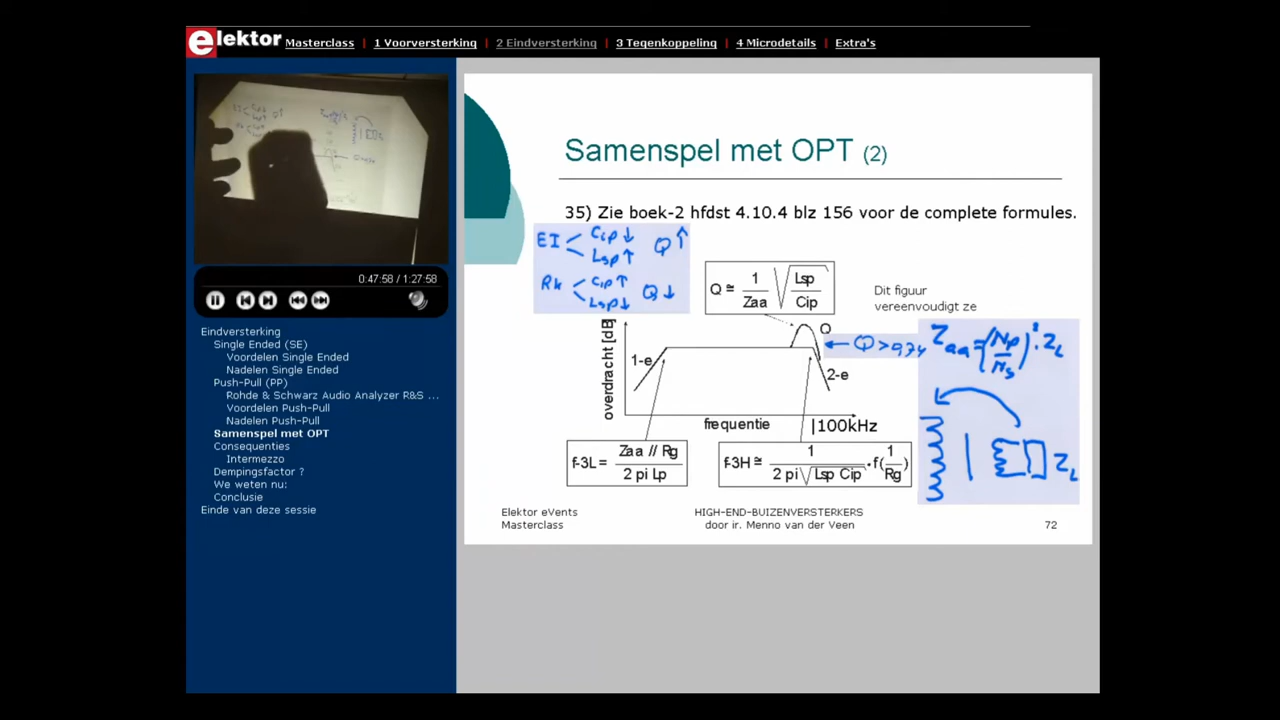 elektor Masterclass | 1 Voorversterking | 2 Eindversterking | 3 Tegenkoppeling | 4 Microdetails | Extra's
0:47:58 / 1:27:58
Eindversterking
Single Ended (SE)
Voordelen Single Ended
Nadelen Single Ended
Push-Pull (PP)
Rohde & Schwarz Audio Analyzer R&S ...
Voordelen Push-Pull
Nadelen Push-Pull
Samenspel met OPT
Consequenties
Intermezzo
Dempingsfactor ?
We weten nu:
Conclusie
Einde van deze sessie
Samenspel met OPT (2)
35) Zie boek-2 hfdst 4.10.4 blz 156 voor de complete formules.
EI < Cip ↓ Q ↑
Lsp ↑
Rk < Cip ↑ Q ↓
Lsp ↓
Q ≅ 1/Zaa √(Lsp/Cip)
Dit figuur
vereenvoudigt ze
overdracht [dB]
1-e
Q
← Q > 0,74
2-e
Zaa = (Np/Ns)² · ZL
ZL
frequentie
|100kHz
f-3L = Zaa // Rg / 2 pi Lp
f-3H ≅ 1 / 2 pi √(Lsp Cip) · f(1/Rg)
Elektor eVents
Masterclass
HIGH-END-BUIZENVERSTERKERS
door ir. Menno van der Veen
72